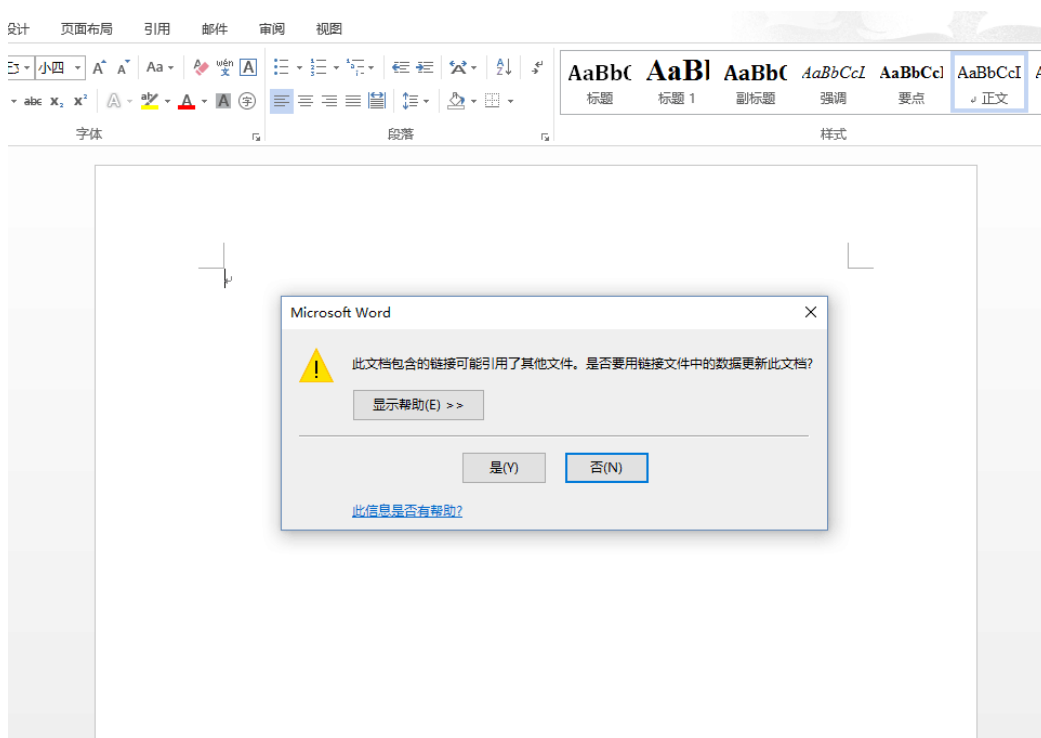 设计 页面布局 引用 邮件 审阅 视图
小四 Aa wén 文 A
abc x₂ x² A aby A A 字
AaBbC AaBl AaBbC AaBbCcI AaBbCcl AaBbCcI A
标题 标题 1 副标题 强调 要点 ↲ 正文
字体 段落 样式
Microsoft Word
此文档包含的链接可能引用了其他文件。是否要用链接文件中的数据更新此文档?
显示帮助(E) >>
是(Y) 否(N)
此信息是否有帮助?